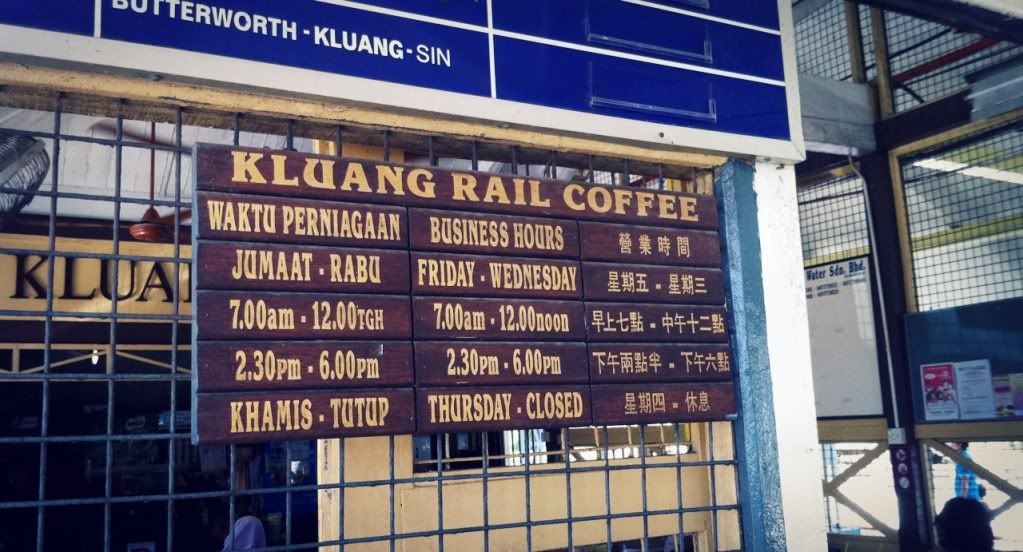 BUTTERWORTH - KLUANG - SIN
KLUANG RAIL COFFEE
WAKTU PERNIAGAAN
BUSINESS HOURS
營業時間
JUMAAT - RABU
FRIDAY - WEDNESDAY
星期五 - 星期三
7.00am - 12.00TGH
7.00am - 12.00noon
早上七點 - 中午十二點
2.30pm - 6.00pm
2.30pm - 6.00pm
下午兩點半 - 下午六點
KHAMIS - TUTUP
THURSDAY - CLOSED
星期四 - 休息
KLUA
Water Sdn. Bhd.